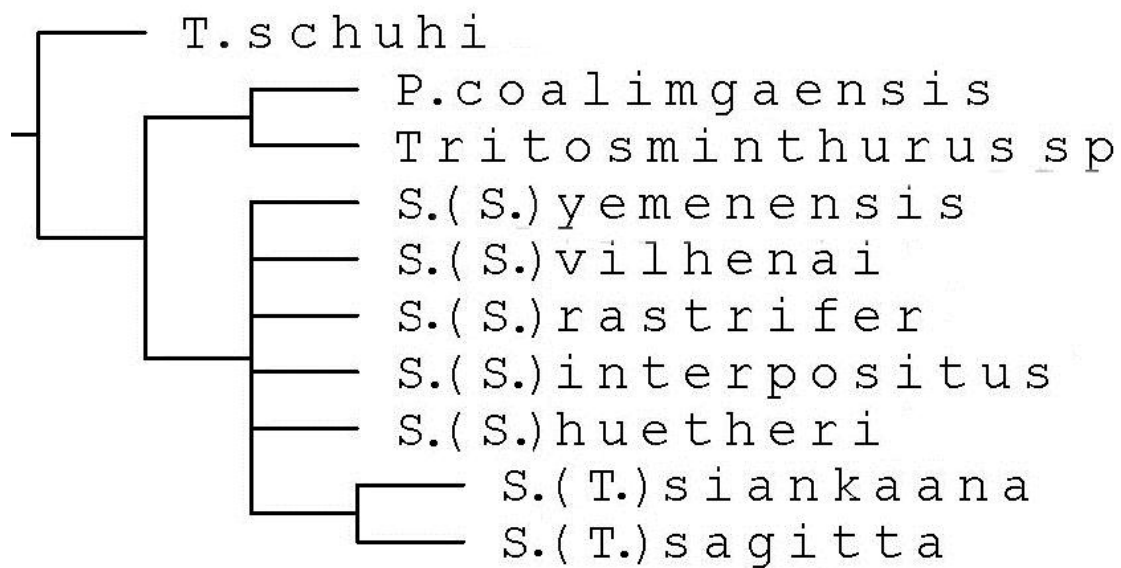 T.schuhi
P.coalimgaensis
Tritosminthurus sp
S.(S.)yemenensis
S.(S.)vilhenai
S.(S.)rastrifer
S.(S.)interpositus
S.(S.)huetheri
S.(T.)siankaana
S.(T.)sagitta